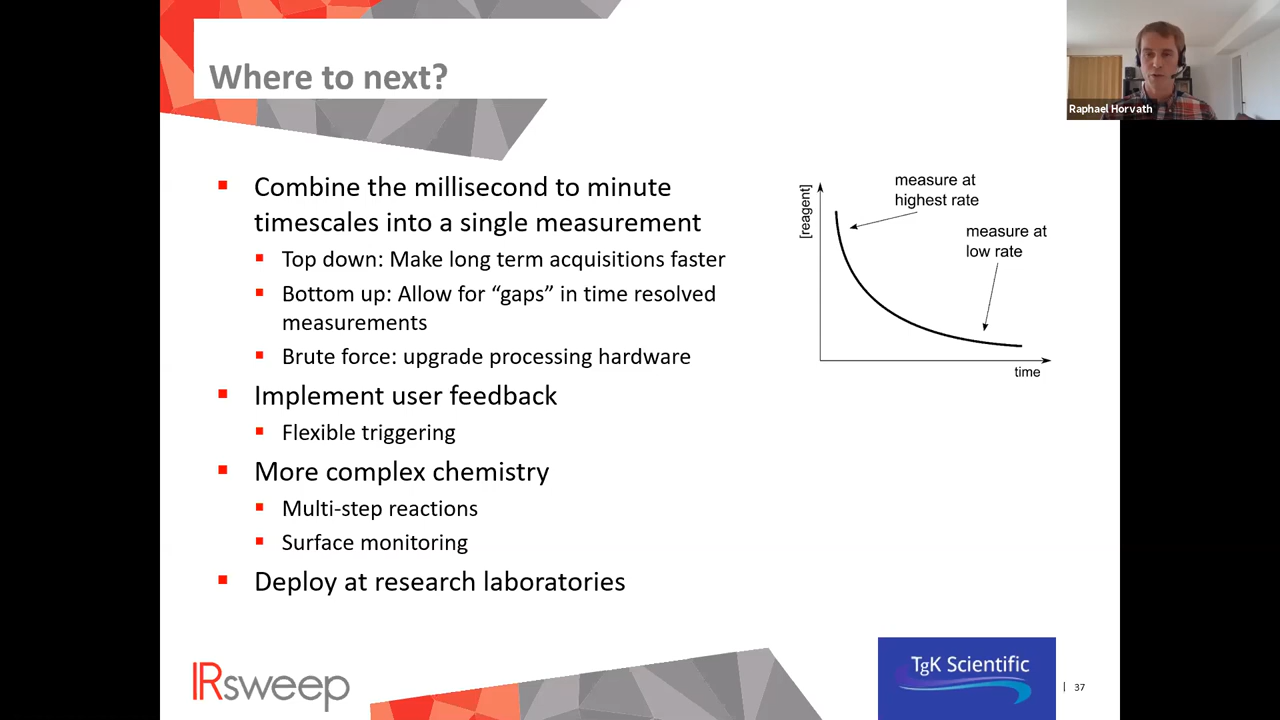 Where to next?
Raphael Horvath
Combine the millisecond to minute
timescales into a single measurement
Top down: Make long term acquisitions faster
Bottom up: Allow for “gaps” in time resolved
measurements
Brute force: upgrade processing hardware
Implement user feedback
Flexible triggering
More complex chemistry
Multi-step reactions
Surface monitoring
Deploy at research laboratories
[reagent]
measure at
highest rate
measure at
low rate
time
IRsweep
TgK Scientific
| 37